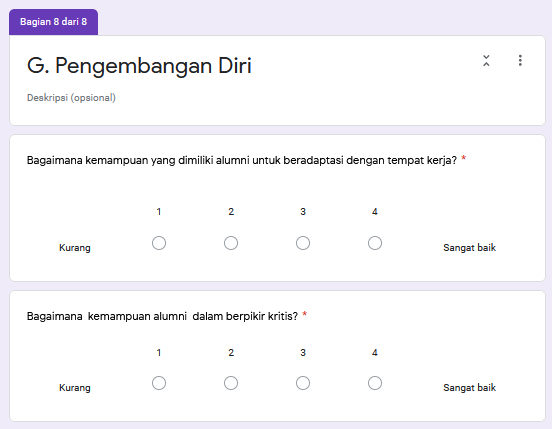 Bagian 8 dari 8
G. Pengembangan Diri
Deskripsi (opsional)
Bagaimana kemampuan yang dimiliki alumni untuk beradaptasi dengan tempat kerja? *
1 2 3 4
Kurang Sangat baik
Bagaimana kemampuan alumni dalam berpikir kritis? *
1 2 3 4
Kurang Sangat baik